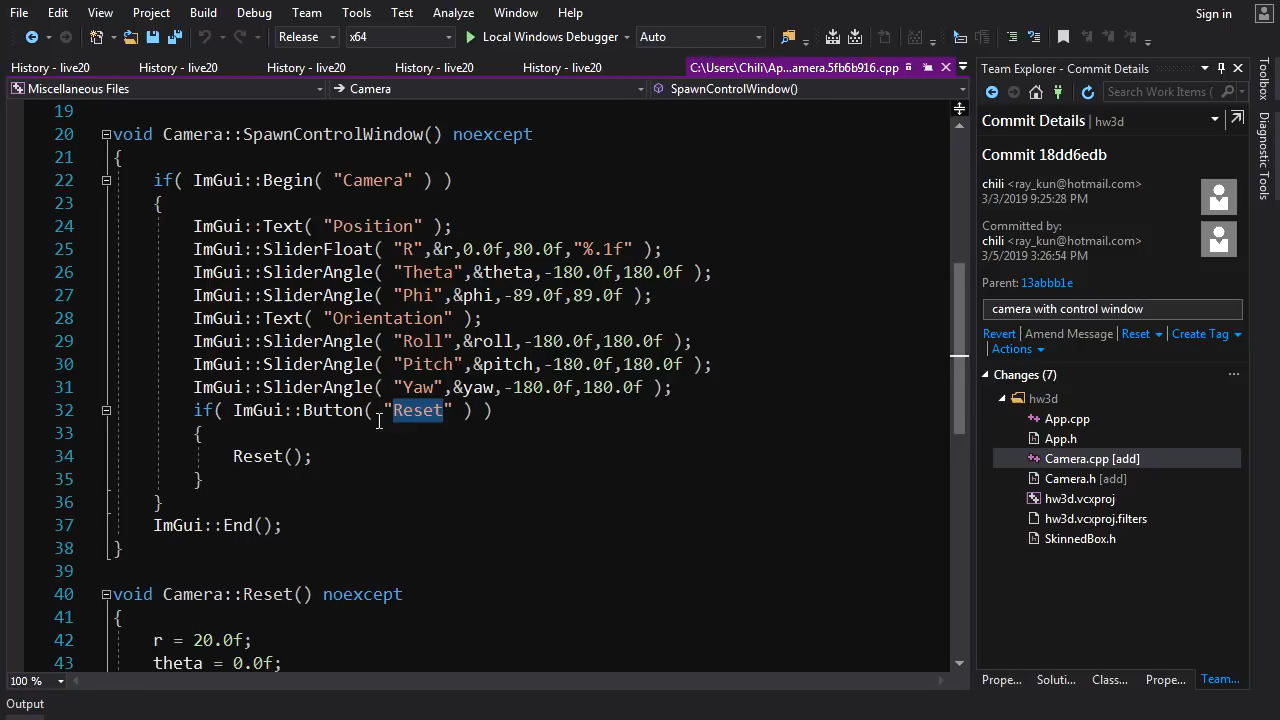 File Edit View Project Build Debug Team Tools Test Analyze Window Help Sign in
Release x64 Local Windows Debugger Auto
History - live20 History - live20 History - live20 History - live20 History - live20 C:\Users\Chili\Ap...amera.5fb6b916.cpp
Miscellaneous Files Camera SpawnControlWindow()
19
20 void Camera::SpawnControlWindow() noexcept
21 {
22 if( ImGui::Begin( "Camera" ) )
23 {
24 ImGui::Text( "Position" );
25 ImGui::SliderFloat( "R",&r,0.0f,80.0f,"%.1f" );
26 ImGui::SliderAngle( "Theta",&theta,-180.0f,180.0f );
27 ImGui::SliderAngle( "Phi",&phi,-89.0f,89.0f );
28 ImGui::Text( "Orientation" );
29 ImGui::SliderAngle( "Roll",&roll,-180.0f,180.0f );
30 ImGui::SliderAngle( "Pitch",&pitch,-180.0f,180.0f );
31 ImGui::SliderAngle( "Yaw",&yaw,-180.0f,180.0f );
32 if( ImGui::Button( "Reset" ) )
33 {
34 Reset();
35 }
36 }
37 ImGui::End();
38 }
39
40 void Camera::Reset() noexcept
41 {
42 r = 20.0f;
43 theta = 0.0f;
100 %
Output
Team Explorer - Commit Details
Search Work Items (
Commit Details | hw3d
Commit 18dd6edb
chili <ray_kun@hotmail.com>
3/3/2019 9:25:28 PM
Committed by:
chili <ray_kun@hotmail.com>
3/5/2019 3:26:54 PM
Parent: 13abbb1e
camera with control window
Revert | Amend Message | Reset | Create Tag
Actions
Changes (7)
hw3d
App.cpp
App.h
Camera.cpp [add]
Camera.h [add]
hw3d.vcxproj
hw3d.vcxproj.filters
SkinnedBox.h
Prope... Soluti... Class... Prope... Team...
Toolbox
Diagnostic Tools